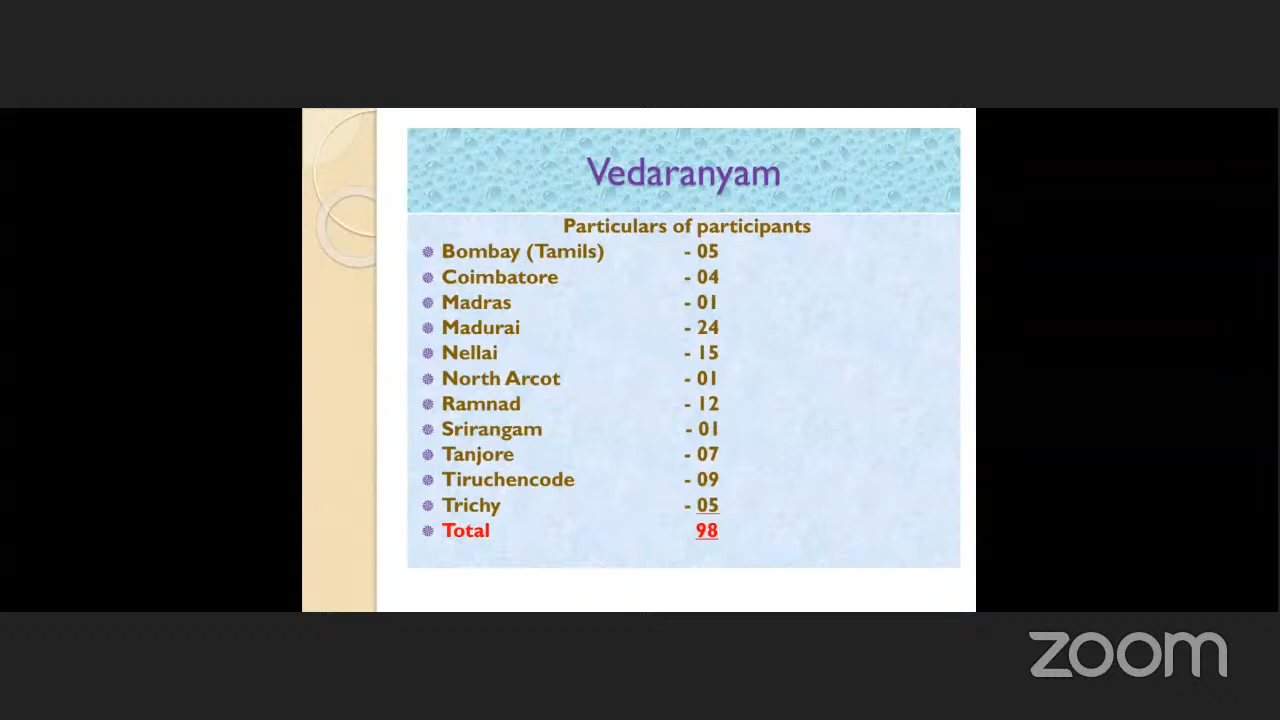 Vedaranyam
Particulars of participants
Bombay (Tamils) - 05
Coimbatore - 04
Madras - 01
Madurai - 24
Nellai - 15
North Arcot - 01
Ramnad - 12
Srirangam - 01
Tanjore - 07
Tiruchencode - 09
Trichy - 05
Total 98
zoom